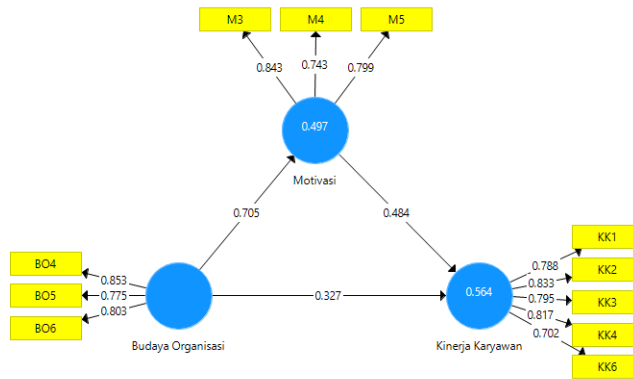 M3
M4
M5
0.843
0.743
0.799
0.497
Motivasi
0.705
0.484
BO4
BO5
BO6
0.853
0.775
0.803
Budaya Organisasi
0.327
0.564
Kinerja Karyawan
0.788
0.833
0.795
0.817
0.702
KK1
KK2
KK3
KK4
KK6